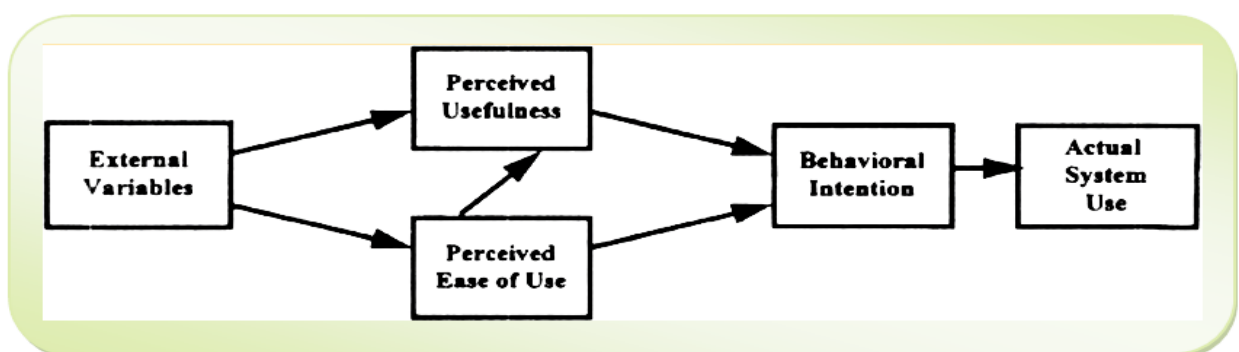 External
Variables
Perceived
Usefulness
Perceived
Ease of Use
Behavioral
Intention
Actual
System
Use